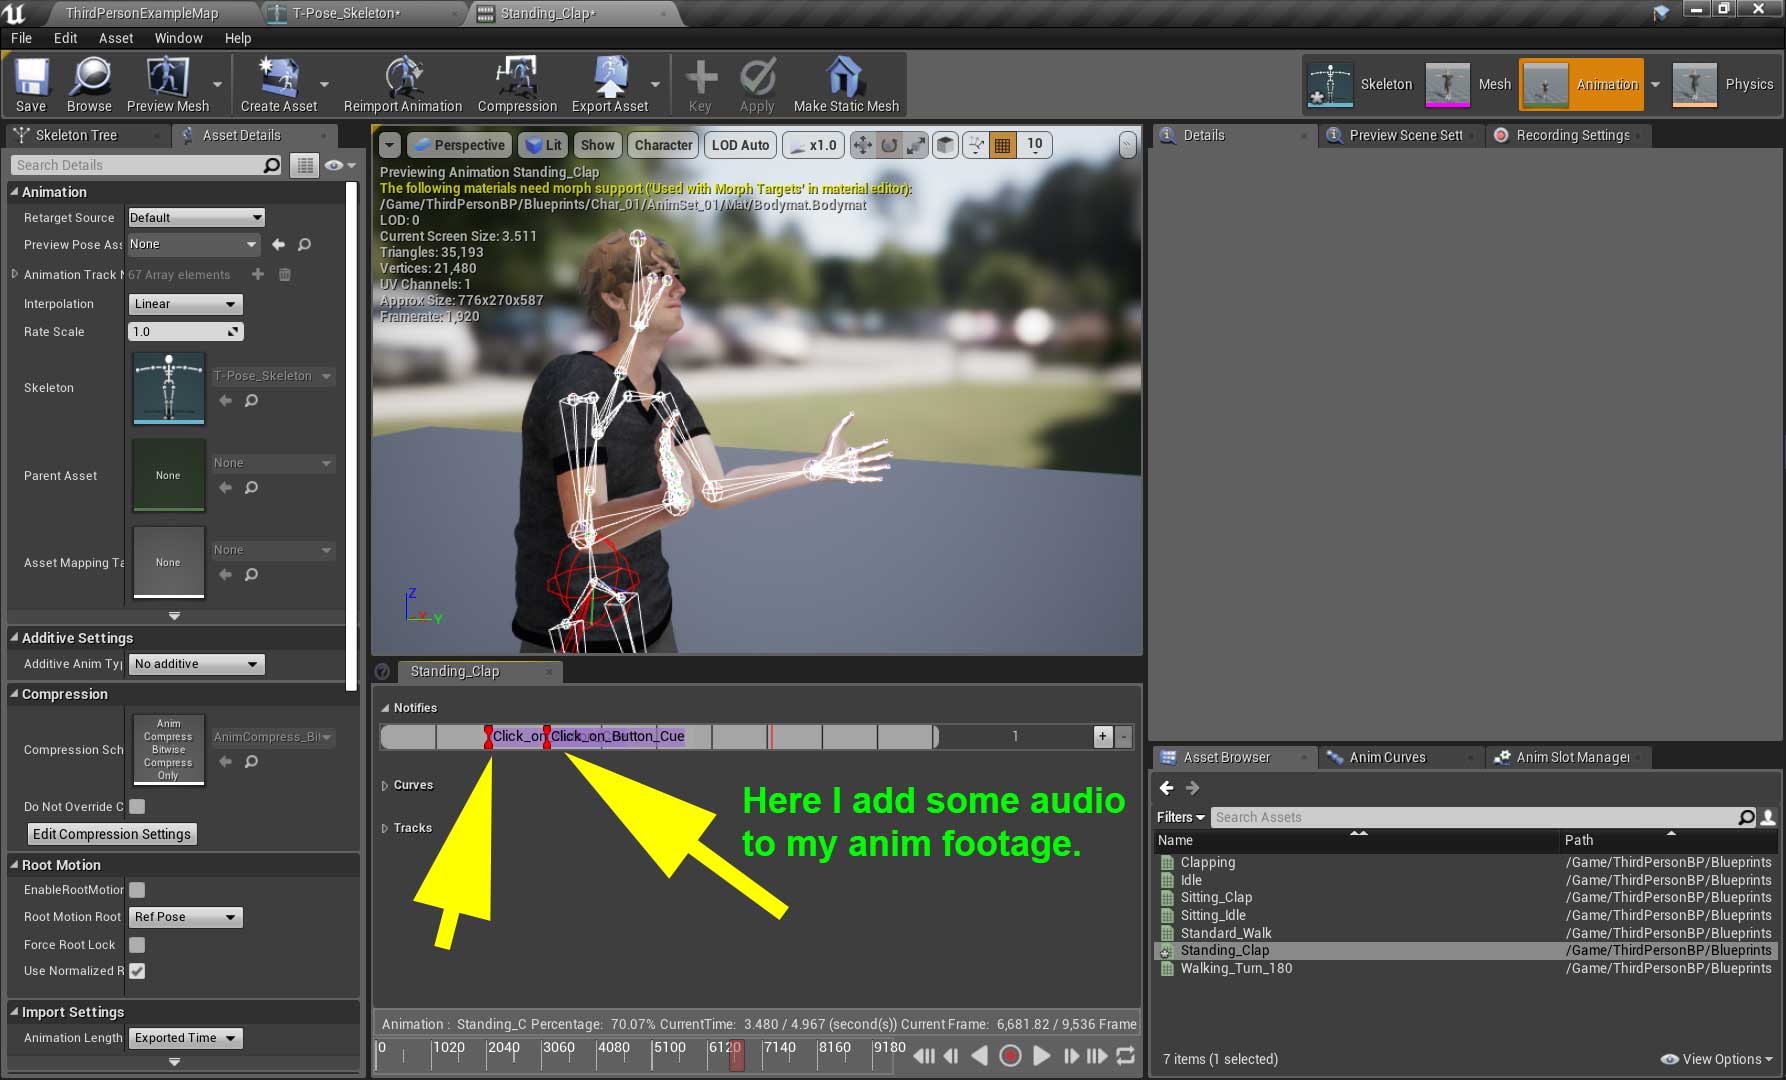 ThirdPersonExampleMap
T-Pose_Skeleton*
Standing_Clap*
File Edit Asset Window Help
Save
Browse
Preview Mesh
Create Asset
Reimport Animation
Compression
Export Asset
Key
Apply
Make Static Mesh
Skeleton
Mesh
Animation
Physics
Skeleton Tree
Asset Details
Search Details
Animation
Retarget Source Default
Preview Pose Ass None
Animation Track N 67 Array elements
Interpolation Linear
Rate Scale 1.0
Skeleton T-Pose_Skeleton
Parent Asset None None
Asset Mapping Ta None None
Additive Settings
Additive Anim Typ No additive
Compression
Compression Sch
Anim
Compress
Bitwise
Compress
Only
AnimCompress_Bit
Do Not Override C
Edit Compression Settings
Root Motion
EnableRootMotion
Root Motion Root Ref Pose
Force Root Lock
Use Normalized R
Import Settings
Animation Length Exported Time
Perspective Lit Show Character LOD Auto x1.0 10
Previewing Animation Standing_Clap
The following materials need morph support ('Used with Morph Targets' in material editor):
/Game/ThirdPersonBP/Blueprints/Char_01/AnimSet_01/Mat/Bodymat.Bodymat
LOD: 0
Current Screen Size: 3.511
Triangles: 35,193
Vertices: 21,480
UV Channels: 1
Approx Size: 776x270x587
Framerate: 1,920
Z
X Y
Standing_Clap
Notifies
Click_on Click_on_Button_Cue 1 + -
Curves
Tracks
Here I add some audio
to my anim footage.
Animation : Standing_C Percentage: 70.07% CurrentTime: 3.480 / 4.967 (second(s)) Current Frame: 6,681.82 / 9,536 Frame
0 1020 2040 3060 4080 5100 6120 7140 8160 9180
Details
Preview Scene Sett
Recording Settings
Asset Browser
Anim Curves
Anim Slot Manager
Filters Search Assets
Name Path
Clapping /Game/ThirdPersonBP/Blueprints
Idle /Game/ThirdPersonBP/Blueprints
Sitting_Clap /Game/ThirdPersonBP/Blueprints
Sitting_Idle /Game/ThirdPersonBP/Blueprints
Standard_Walk /Game/ThirdPersonBP/Blueprints
Standing_Clap /Game/ThirdPersonBP/Blueprints
Walking_Turn_180 /Game/ThirdPersonBP/Blueprints
7 items (1 selected)
View Options